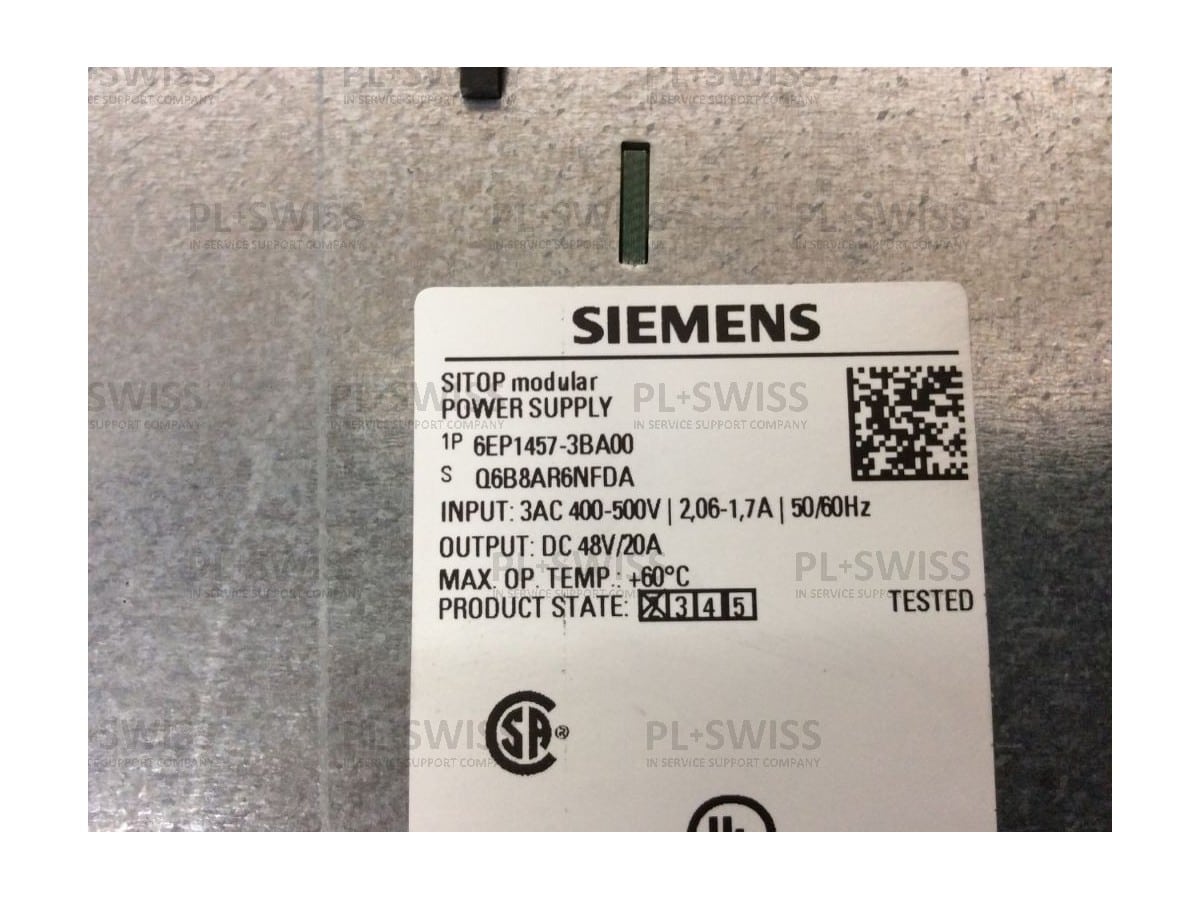 SIEMENS
SITOP modular
POWER SUPPLY
1P 6EP1457-3BA00
S Q6B8AR6NFDA
INPUT: 3AC 400-500V | 2,06-1,7A | 50/60Hz
OUTPUT: DC 48V/20A
MAX. OP. TEMP.: +60°C
PRODUCT STATE: 3 4 5 TESTED
SA ®
PL+SWISS
IN SERVICE SUPPORT COMPANY